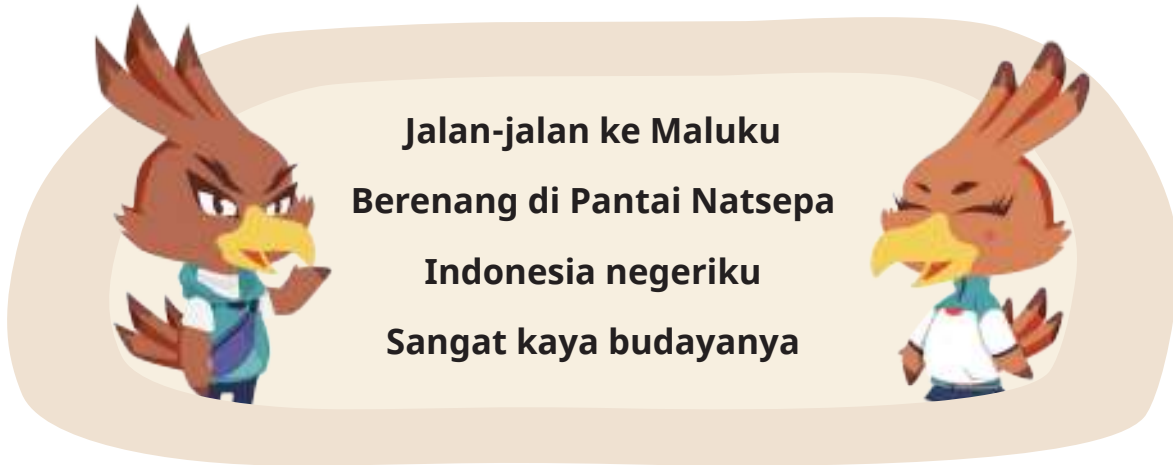 Jalan-jalan ke Maluku
Berenang di Pantai Natsepa
Indonesia negeriku
Sangat kaya budayanya